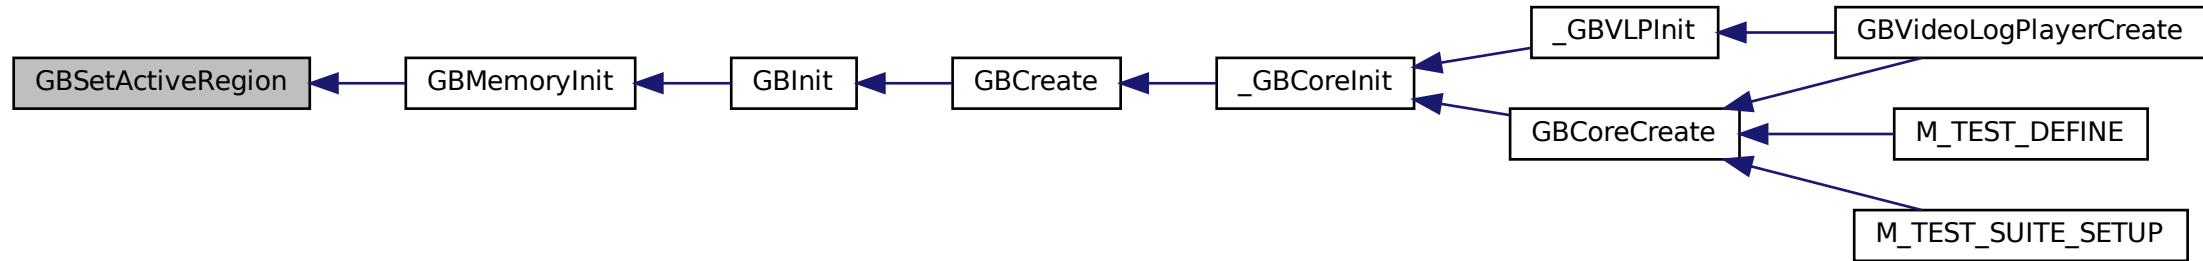 GBSetActiveRegion
GBMemoryInit
GBInit
GBCreate
_GBCoreInit
_GBVLPInit
GBVideoLogPlayerCreate
GBCoreCreate
M_TEST_DEFINE
M_TEST_SUITE_SETUP